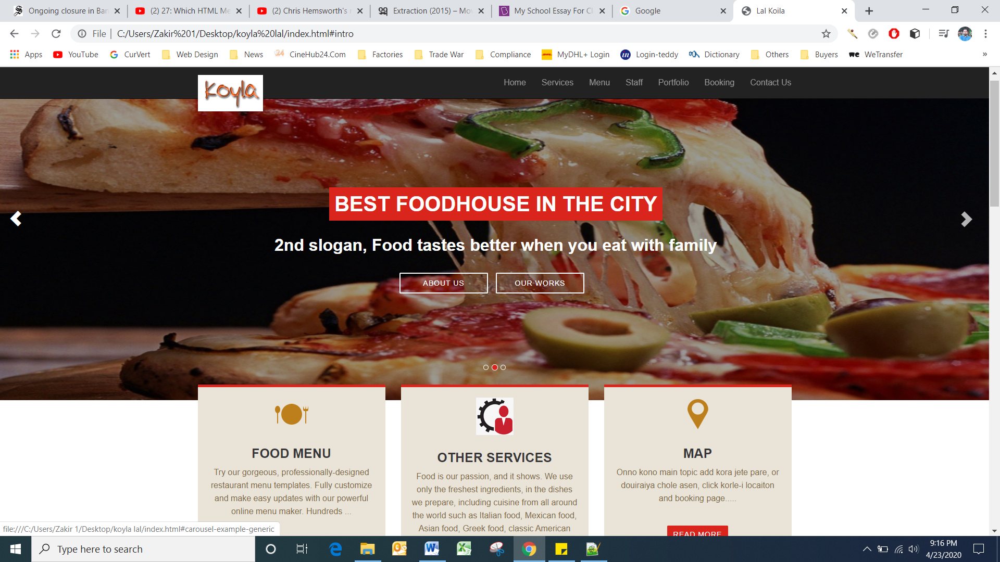 Ongoing closure in Ban
(2) 27: Which HTML Me
(2) Chris Hemsworth's
Extraction (2015) – Mo
My School Essay For Cl
Google
Lal Koila
File | C:/Users/Zakir%201/Desktop/koyla%20lal/index.html#intro
Apps YouTube CurVert Web Design News CineHub24.Com Factories Trade War Compliance MyDHL+ Login Login-teddy Dictionary Others Buyers WeTransfer »
Koyla
Home Services Menu Staff Portfolio Booking Contact Us
BEST FOODHOUSE IN THE CITY
2nd slogan, Food tastes better when you eat with family
ABOUT US
OUR WORKS
FOOD MENU
Try our gorgeous, professionally-designed
restaurant menu templates. Fully customize
and make easy updates with our powerful
online menu maker. Hundreds ...
OTHER SERVICES
Food is our passion, and it shows. We use
only the freshest ingredients, in the dishes
we prepare, including cuisine from all around
the world such as Italian food, Mexican food,
Asian food, Greek food, classic American
MAP
Onno kono main topic add kora jete pare, or
douiraiya chole asen, click korle-i locaiton
and booking page.....
READ MORE
file:///C:/Users/Zakir 1/Desktop/koyla lal/index.html#carousel-example-generic
Type here to search
9:16 PM
4/23/2020